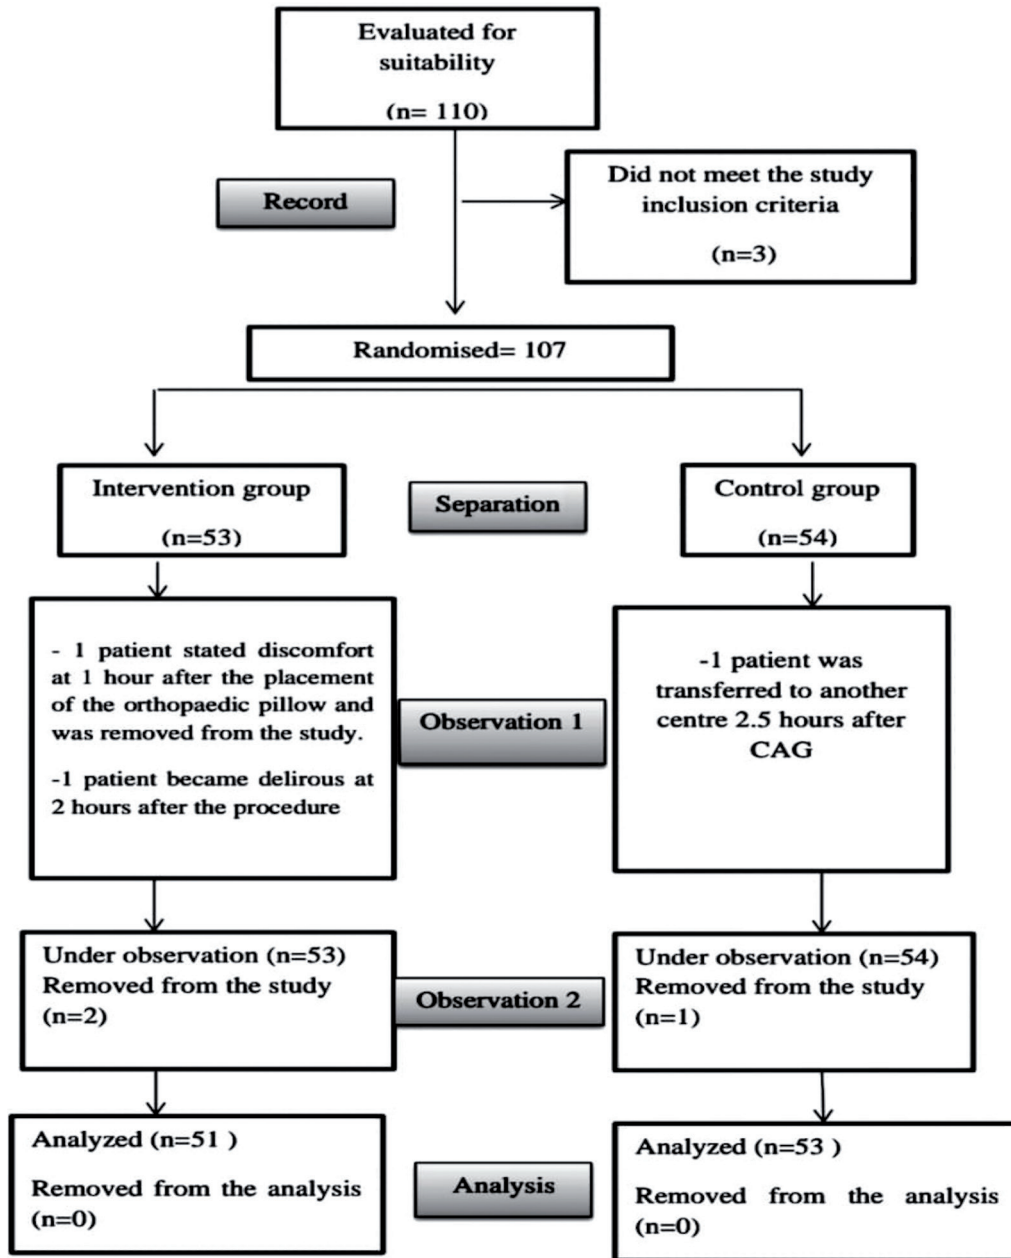 Evaluated for
suitability
(n= 110)
Record
Did not meet the study
inclusion criteria
(n=3)
Randomised= 107
Intervention group
(n=53)
Separation
Control group
(n=54)
- 1 patient stated discomfort
at 1 hour after the placement
of the orthopaedic pillow and
was removed from the study.
-1 patient became delirous at
2 hours after the procedure
Observation 1
-1 patient was
transferred to another
centre 2.5 hours after
CAG
Under observation (n=53)
Removed from the study
(n=2)
Observation 2
Under observation (n=54)
Removed from the study
(n=1)
Analyzed (n=51 )
Removed from the analysis
(n=0)
Analysis
Analyzed (n=53 )
Removed from the analysis
(n=0)